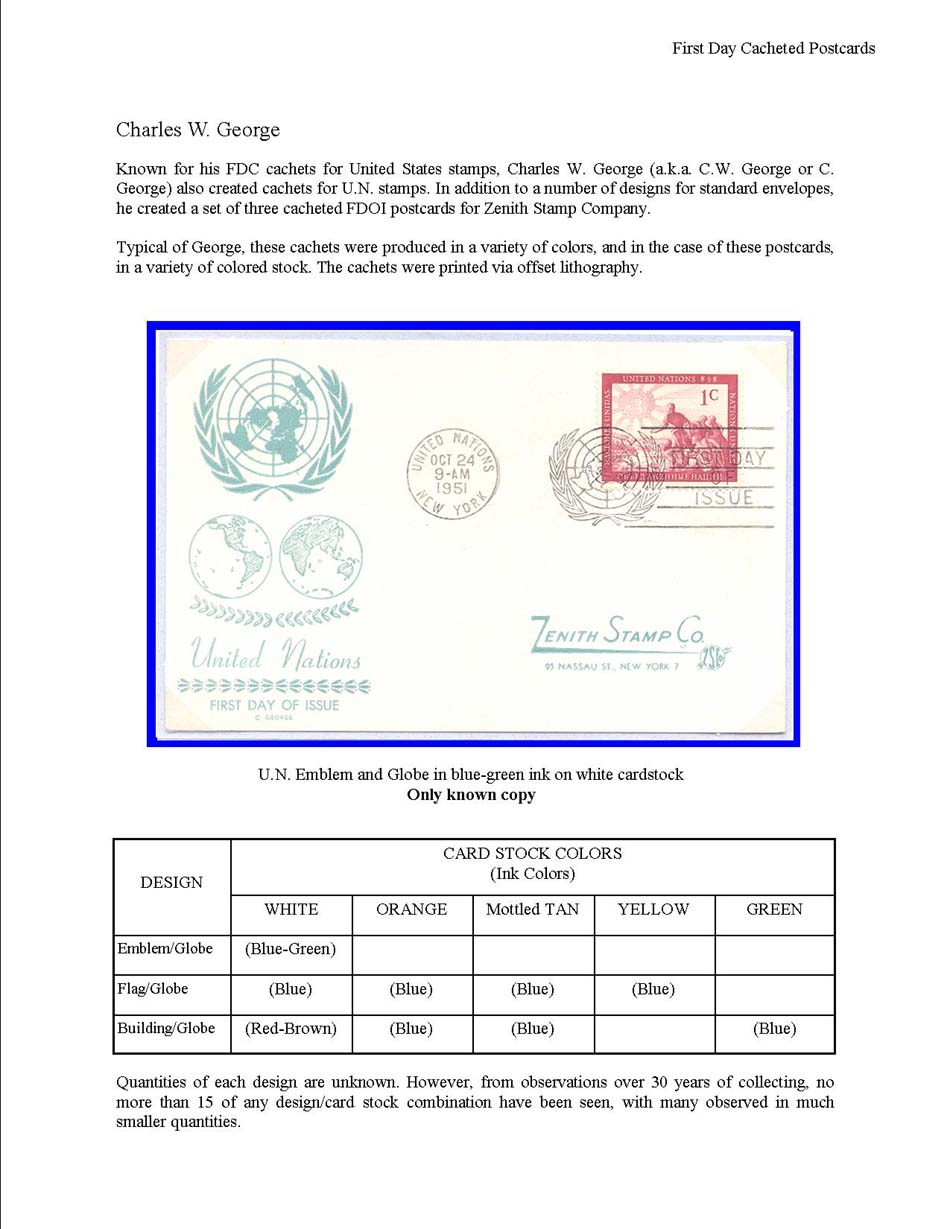 First Day Cacheted Postcards
Charles W. George
Known for his FDC cachets for United States stamps, Charles W. George (a.k.a. C.W. George or C.
George) also created cachets for U.N. stamps. In addition to a number of designs for standard envelopes,
he created a set of three cacheted FDOI postcards for Zenith Stamp Company.
Typical of George, these cachets were produced in a variety of colors, and in the case of these postcards,
in a variety of colored stock. The cachets were printed via offset lithography.
UNITED NATIONS
1c
UNITED NATIONS
OCT 24
9-AM
1951
NEW YORK
FIRST DAY
OF
ISSUE
ZENITH STAMP CO.
93 NASSAU ST., NEW YORK 7
United Nations
FIRST DAY OF ISSUE
C. GEORGE
U.N. Emblem and Globe in blue-green ink on white cardstock
Only known copy
DESIGN
CARD STOCK COLORS
(Ink Colors)
WHITE ORANGE Mottled TAN YELLOW GREEN
Emblem/Globe (Blue-Green)
Flag/Globe (Blue) (Blue) (Blue) (Blue)
Building/Globe (Red-Brown) (Blue) (Blue) (Blue)
Quantities of each design are unknown. However, from observations over 30 years of collecting, no
more than 15 of any design/card stock combination have been seen, with many observed in much
smaller quantities.